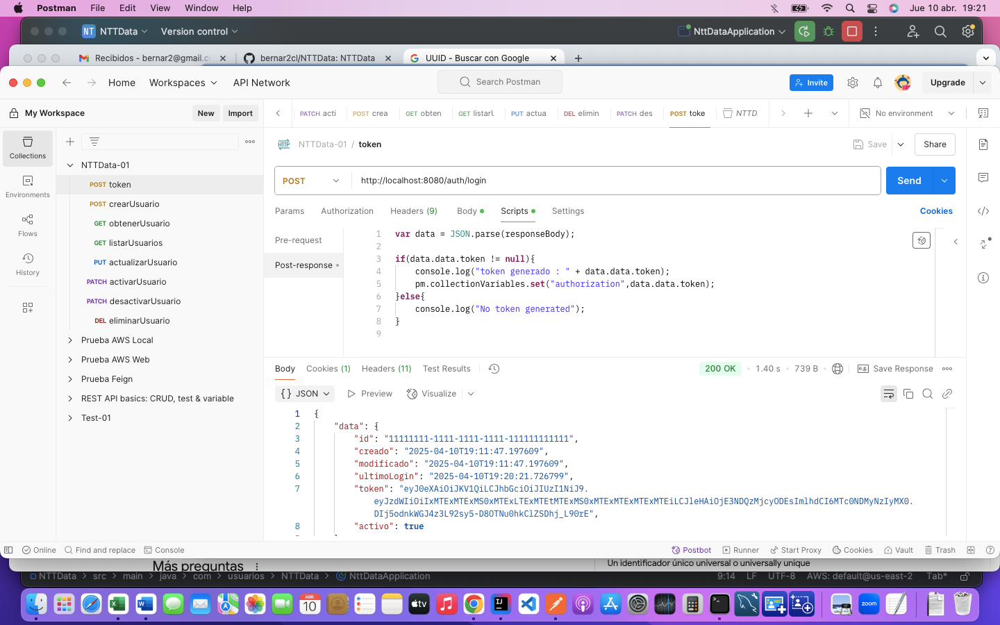 Postman File Edit View Window Help Jue 10 abr. 19:21
NT NTTData Version control NttDataApplication
Recibidos - bernar2@gmail.c bernar2cl/NTTData: NTTData UUID - Buscar con Google
Home Workspaces API Network Search Postman Invite Upgrade
My Workspace New Import PATCH acti POST crea GET obten GET listarU PUT actua DEL elimin PATCH des POST toke NTTD No environment
Collections
Environments
Flows
History
NTTData-01
POST token
POST crearUsuario
GET obtenerUsuario
GET listarUsuarios
PUT actualizarUsuario
PATCH activarUsuario
PATCH desactivarUsuario
DEL eliminarUsuario
Prueba AWS Local
Prueba AWS Web
Prueba Feign
REST API basics: CRUD, test & variable
Test-01
HTTP NTTData-01 / token Save Share
POST http://localhost:8080/auth/login Send
Params Authorization Headers (9) Body Scripts Settings Cookies
Pre-request
Post-response
1 var data = JSON.parse(responseBody);
2
3 if(data.data.token != null){
4 console.log("token generado : " + data.data.token);
5 pm.collectionVariables.set("authorization",data.data.token);
6 }else{
7 console.log("No token generated");
8 }
9
Body Cookies (1) Headers (11) Test Results 200 OK 1.40 s 739 B e.g. Save Response
{} JSON Preview Visualize
1 {
2 "data": {
3 "id": "11111111-1111-1111-1111-111111111111",
4 "creado": "2025-04-10T19:11:47.197609",
5 "modificado": "2025-04-10T19:11:47.197609",
6 "ultimoLogin": "2025-04-10T19:20:21.726799",
7 "token": "eyJ0eXAiOiJKV1QiLCJhbGciOiJIUzI1NiJ9.
eyJzdWIiOiIxMTExMTExMS0xMTExLTExMTEtMTExMS0xMTExMTExMTExMTEiLCJleHAiOjE3NDQzMjcyODEsImlhdCI6MTc0NDMyNzIyMX0.
DIj5odnkWGJ4z3L92sy5-D8OTNu0hkClZSDhj_L90rE",
8 "activo": true
Online Find and replace Console Postbot Runner Start Proxy Cookies Vault Trash
Más preguntas Un identificador único universal o universally unique
NTTData > src > main > java > com > usuarios > NTTData > NttDataApplication 9:14 LF UTF-8 AWS: default@us-east-2 Tab*
ABR. 10 tv zoom